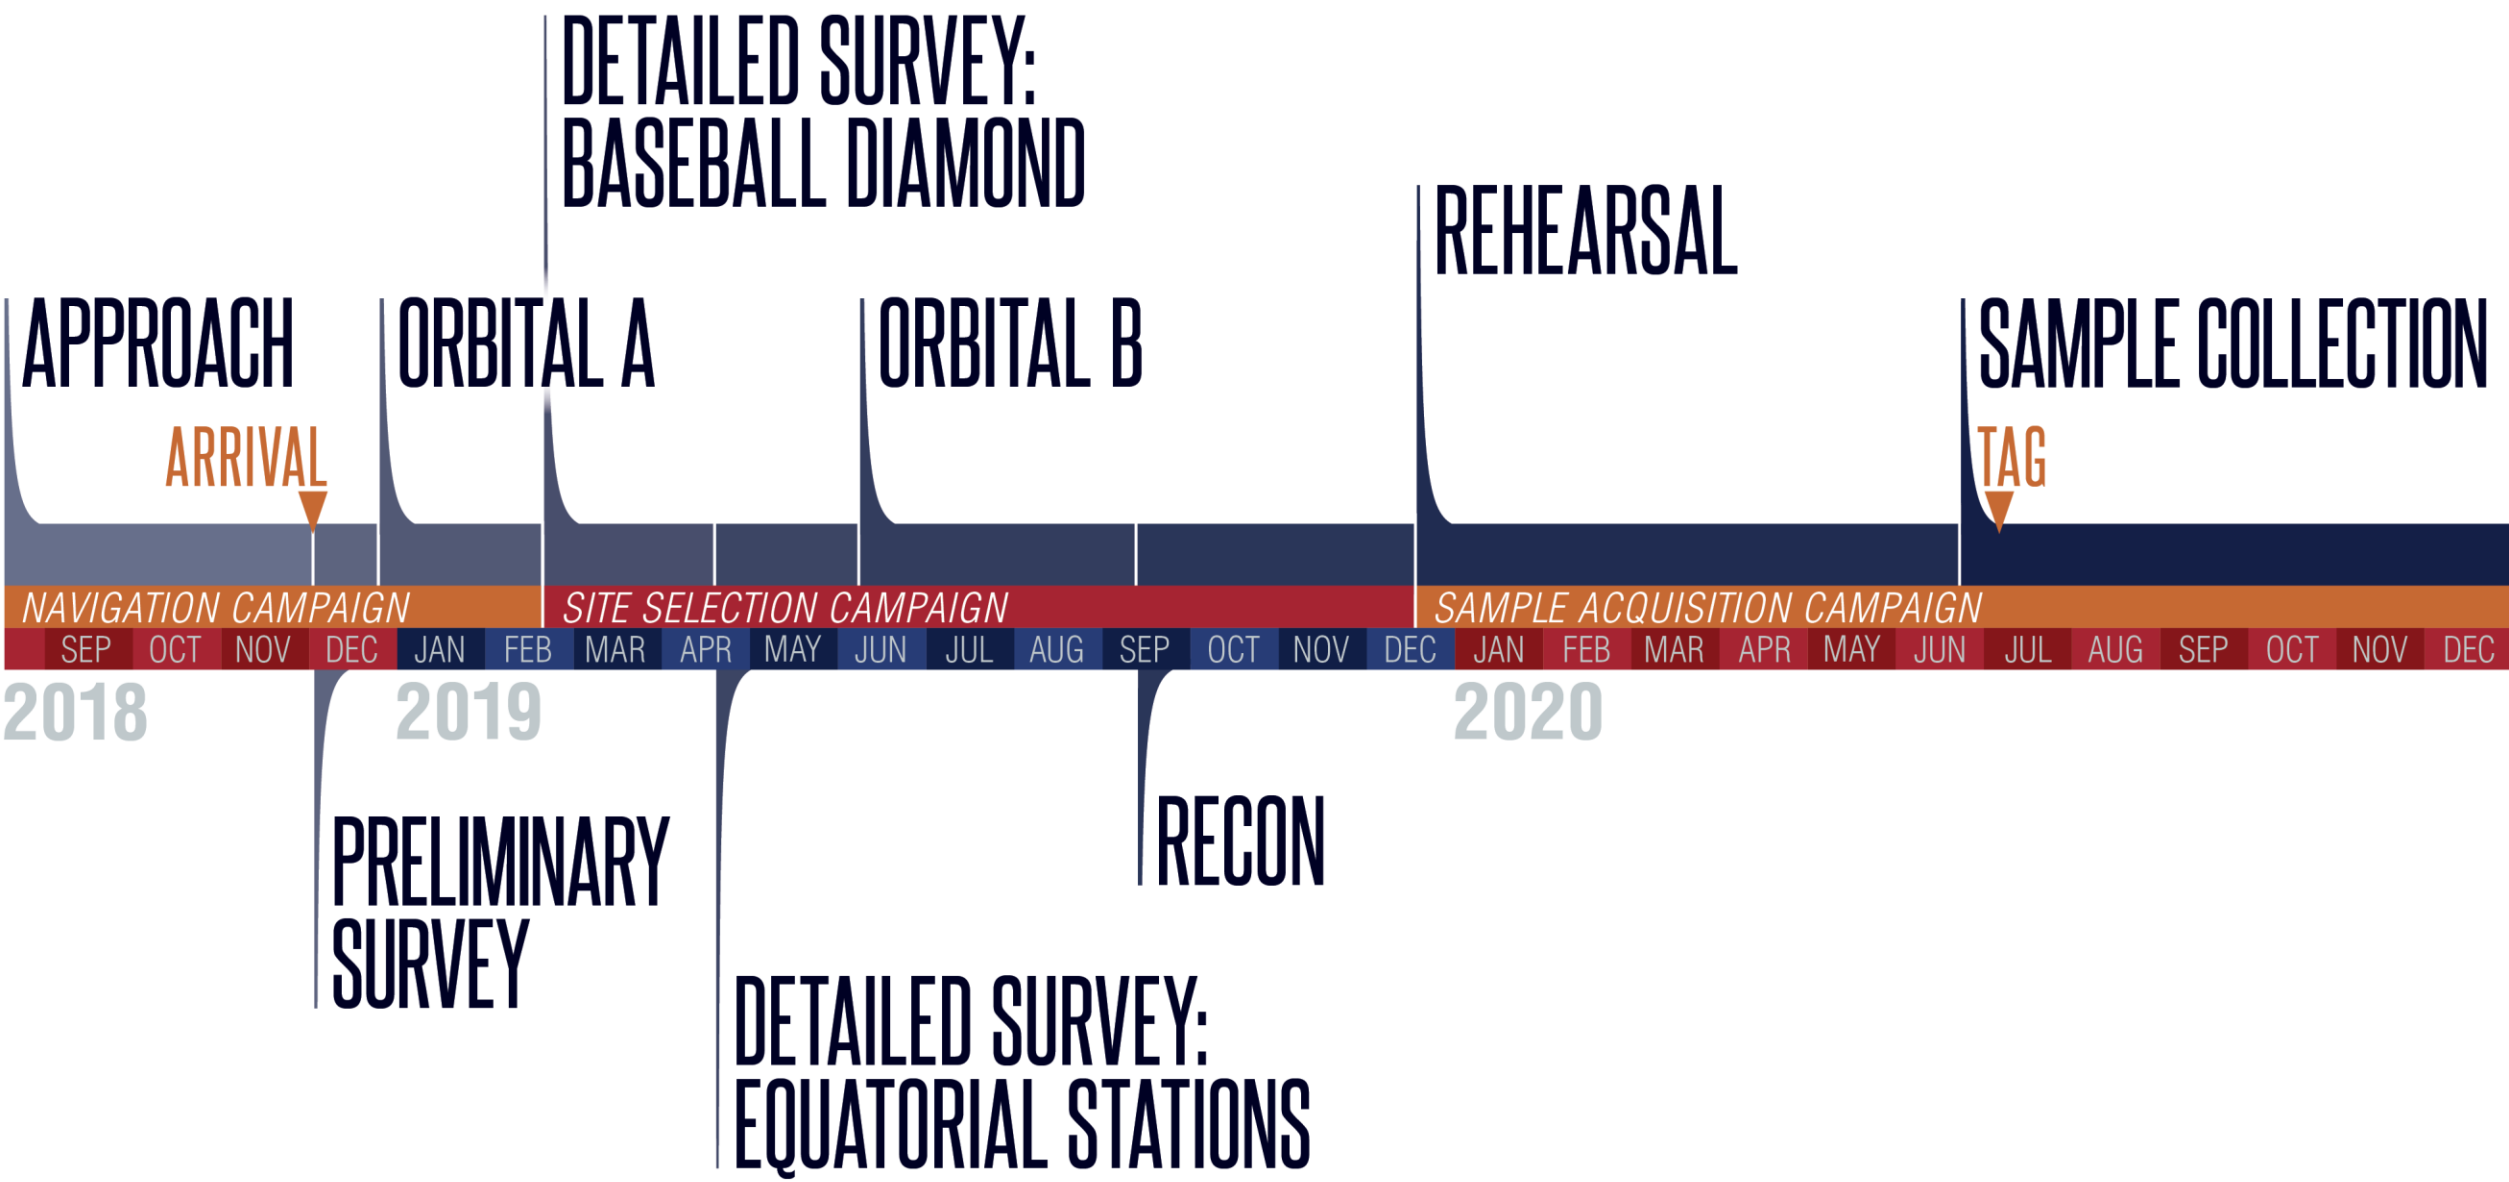 DETAILED SURVEY:
BASEBALL DIAMOND
REHEARSAL
APPROACH
ORBITAL A
ORBITAL B
SAMPLE COLLECTION
ARRIVAL
TAG
NAVIGATION CAMPAIGN
SITE SELECTION CAMPAIGN
SAMPLE ACQUISITION CAMPAIGN
SEP OCT NOV DEC JAN FEB MAR APR MAY JUN JUL AUG SEP OCT NOV DEC JAN FEB MAR APR MAY JUN JUL AUG SEP OCT NOV DEC
2018
2019
2020
PRELIMINARY
SURVEY
RECON
DETAILED SURVEY:
EQUATORIAL STATIONS